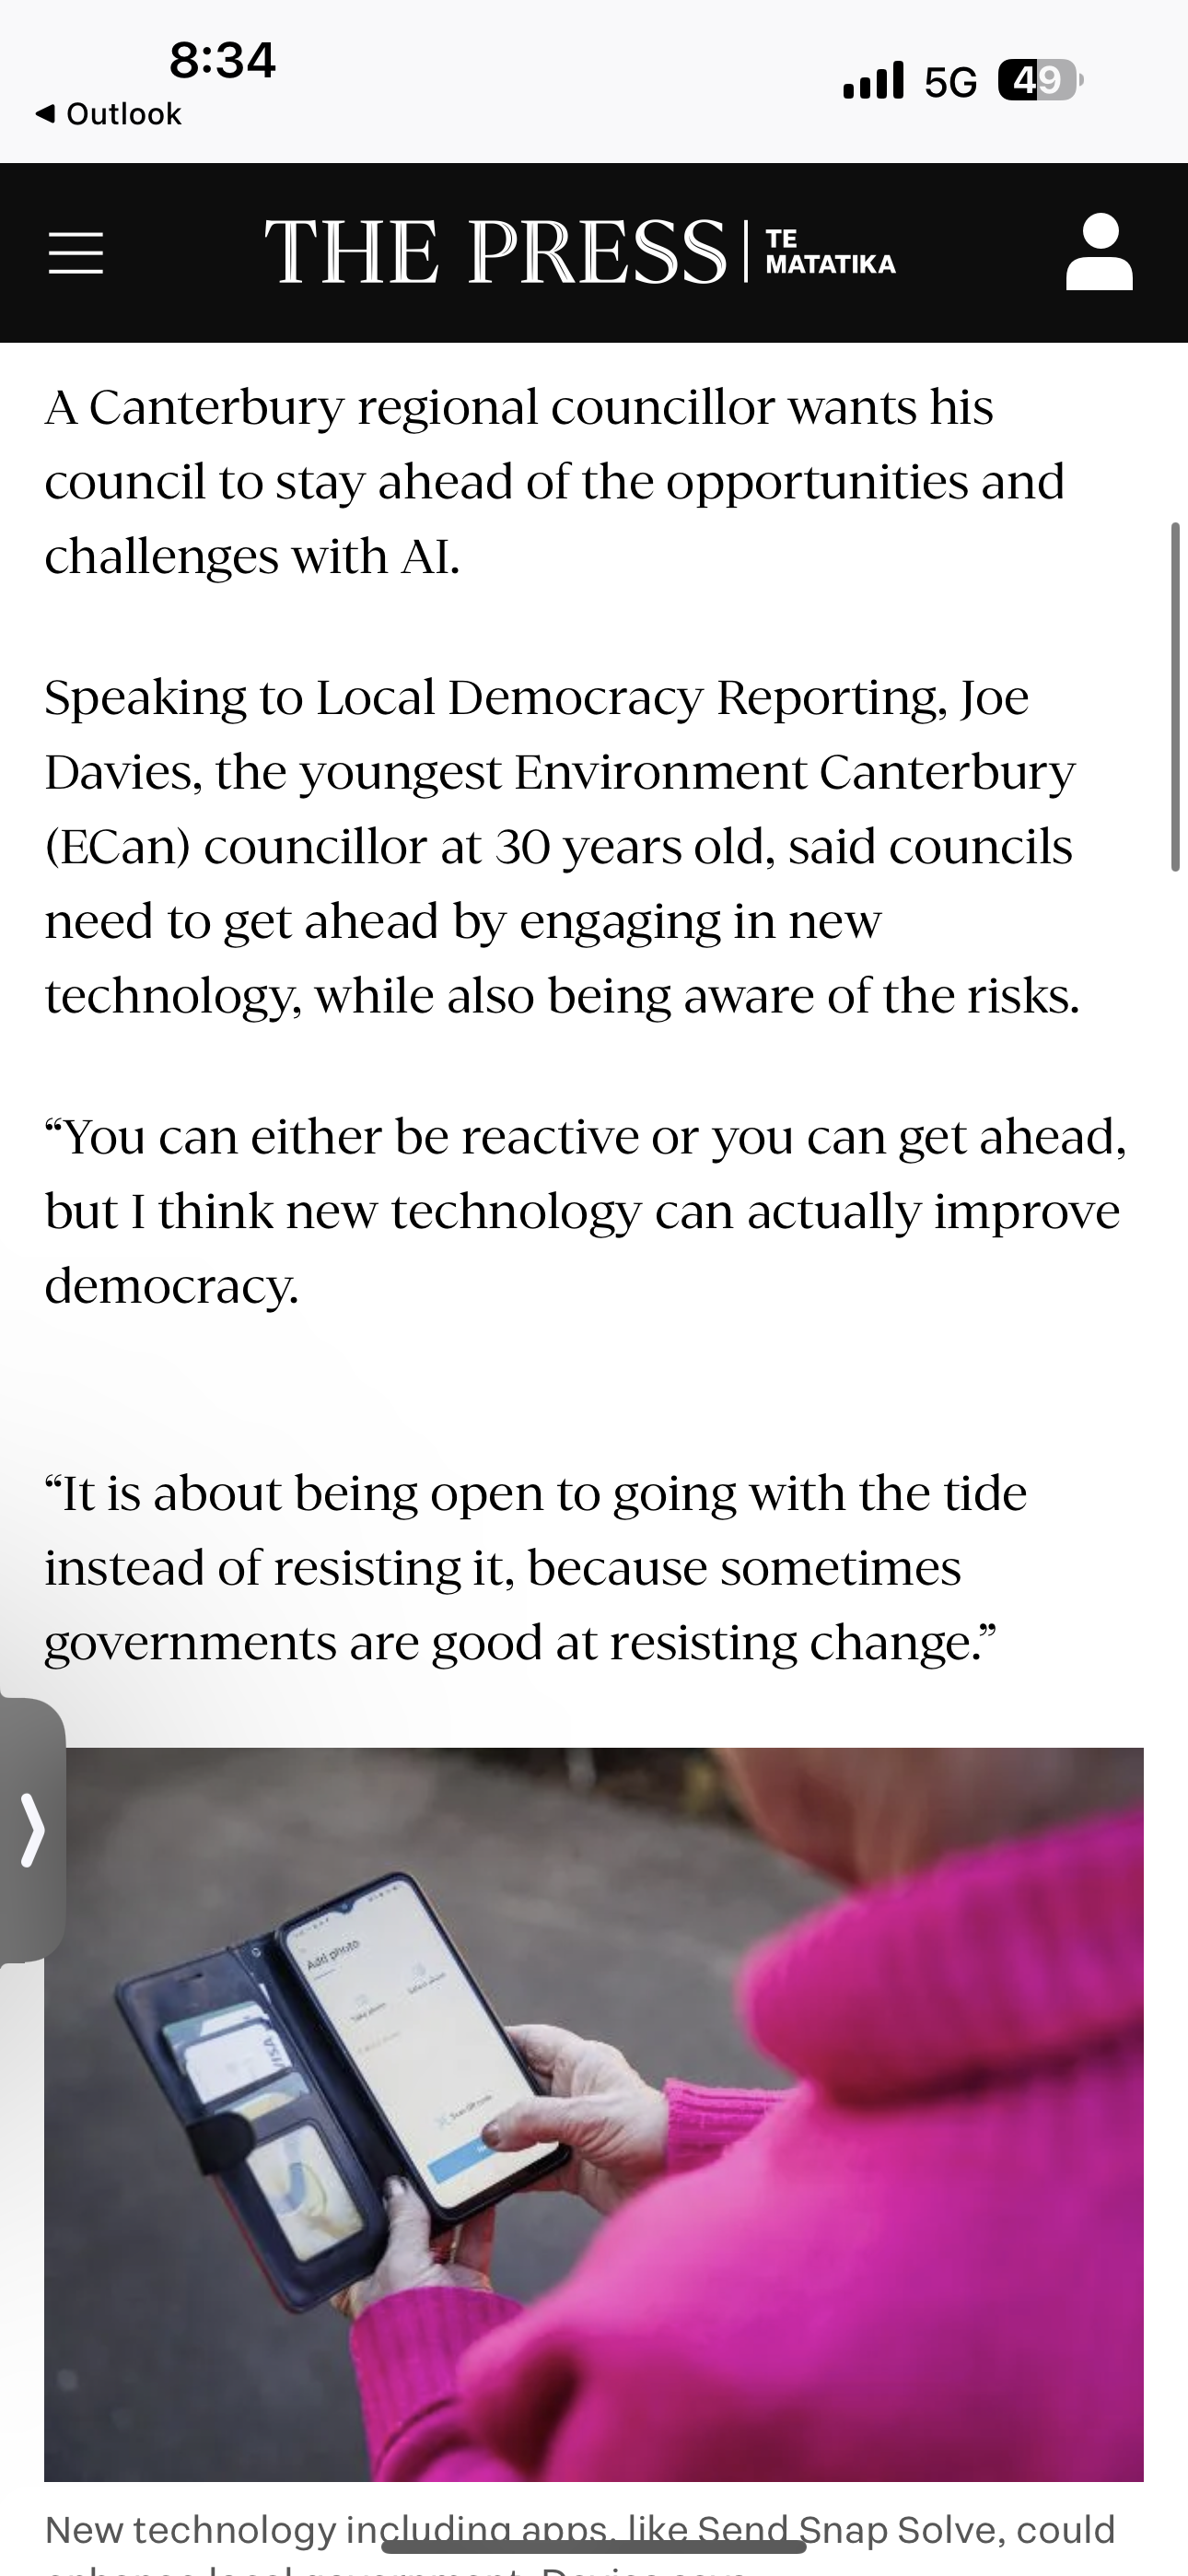 8:34
5G 49
◀ Outlook
THE PRESS | TE
MATATIKA
A Canterbury regional councillor wants his
council to stay ahead of the opportunities and
challenges with AI.
Speaking to Local Democracy Reporting, Joe
Davies, the youngest Environment Canterbury
(ECan) councillor at 30 years old, said councils
need to get ahead by engaging in new
technology, while also being aware of the risks.
“You can either be reactive or you can get ahead,
but I think new technology can actually improve
democracy.
“It is about being open to going with the tide
instead of resisting it, because sometimes
governments are good at resisting change.”
Add photo
Take photo
Select photo
VISA
New technology including apps, like Send Snap Solve, could
enhance local government, Davies says.